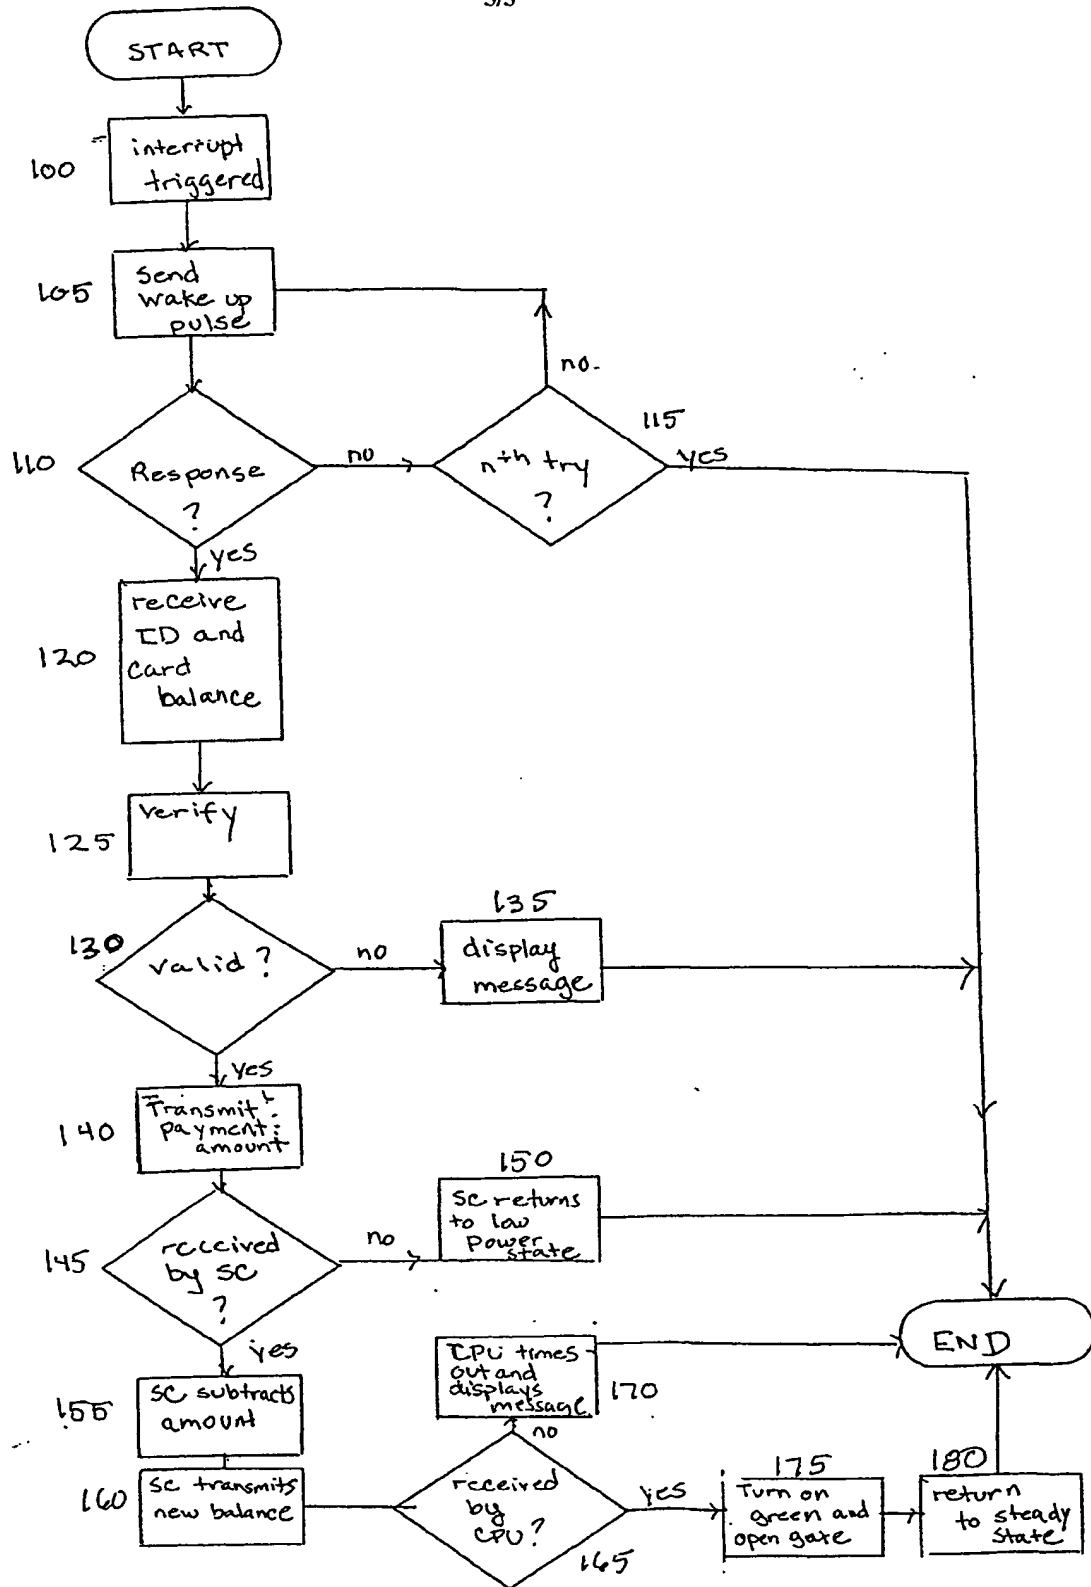 START
100
interrupt
triggered
105
Send
wake up
pulse
no
110
Response
?
no
115
nth try
?
yes
yes
120
receive
ID and
card
balance
125
verify
130
valid?
no
135
display
message
yes
140
Transmit
payment
amount
145
received
by SC
?
no
150
SC returns
to low
power
state
yes
155
SC subtracts
amount
160
SC transmits
new balance
received
by
CPU?
165
no
CPU times
out and
displays
message
170
yes
175
Turn on
green and
open gate
180
return
to steady
state
END